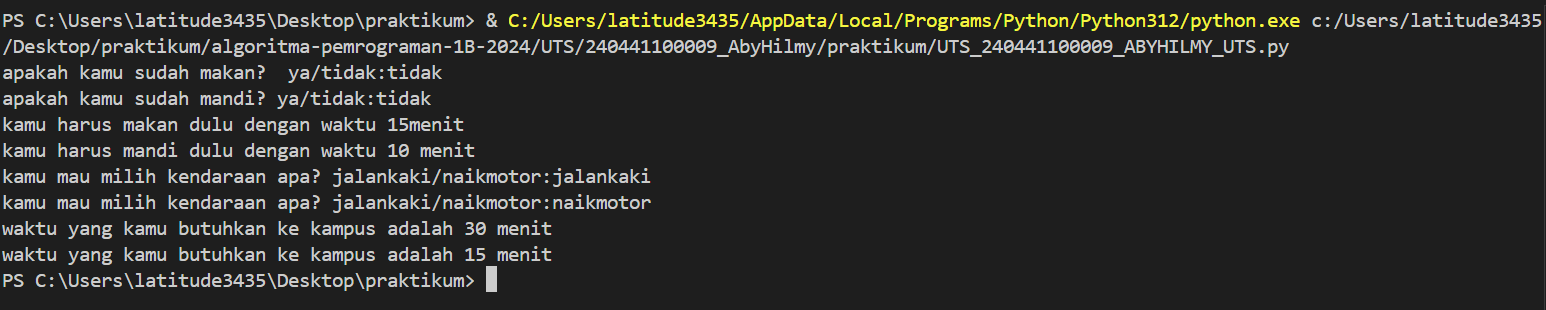 PS C:\Users\latitude3435\Desktop\praktikum> & C:/Users/latitude3435/AppData/Local/Programs/Python/Python312/python.exe c:/Users/latitude3435
/Desktop/praktikum/algoritma-pemrograman-1B-2024/UTS/240441100009_AbyHilmy/praktikum/UTS_240441100009_ABYHILMY_UTS.py
apakah kamu sudah makan?  ya/tidak:tidak
apakah kamu sudah mandi? ya/tidak:tidak
kamu harus makan dulu dengan waktu 15menit
kamu harus mandi dulu dengan waktu 10 menit
kamu mau milih kendaraan apa? jalankaki/naikmotor:jalankaki
kamu mau milih kendaraan apa? jalankaki/naikmotor:naikmotor
waktu yang kamu butuhkan ke kampus adalah 30 menit
waktu yang kamu butuhkan ke kampus adalah 15 menit
PS C:\Users\latitude3435\Desktop\praktikum>